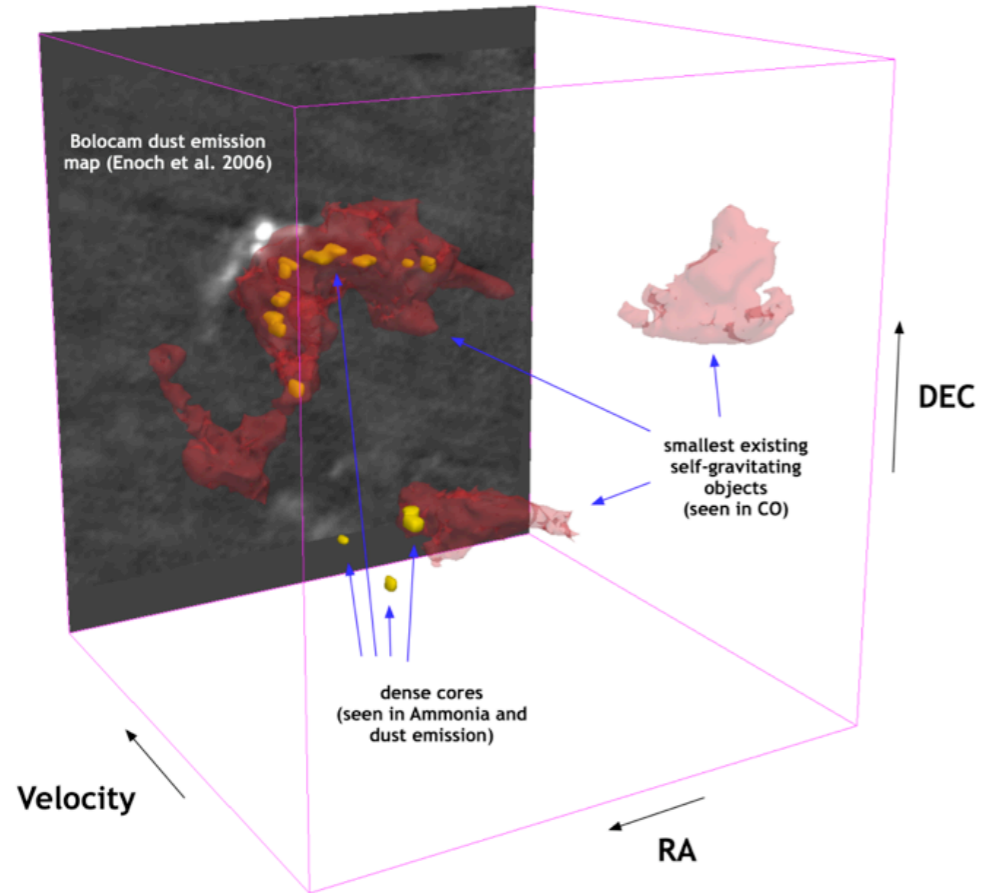 Bolocam dust emission
map (Enoch et al. 2006)
DEC
smallest existing
self-gravitating
objects
(seen in CO)
dense cores
(seen in Ammonia and
dust emission)
Velocity
RA